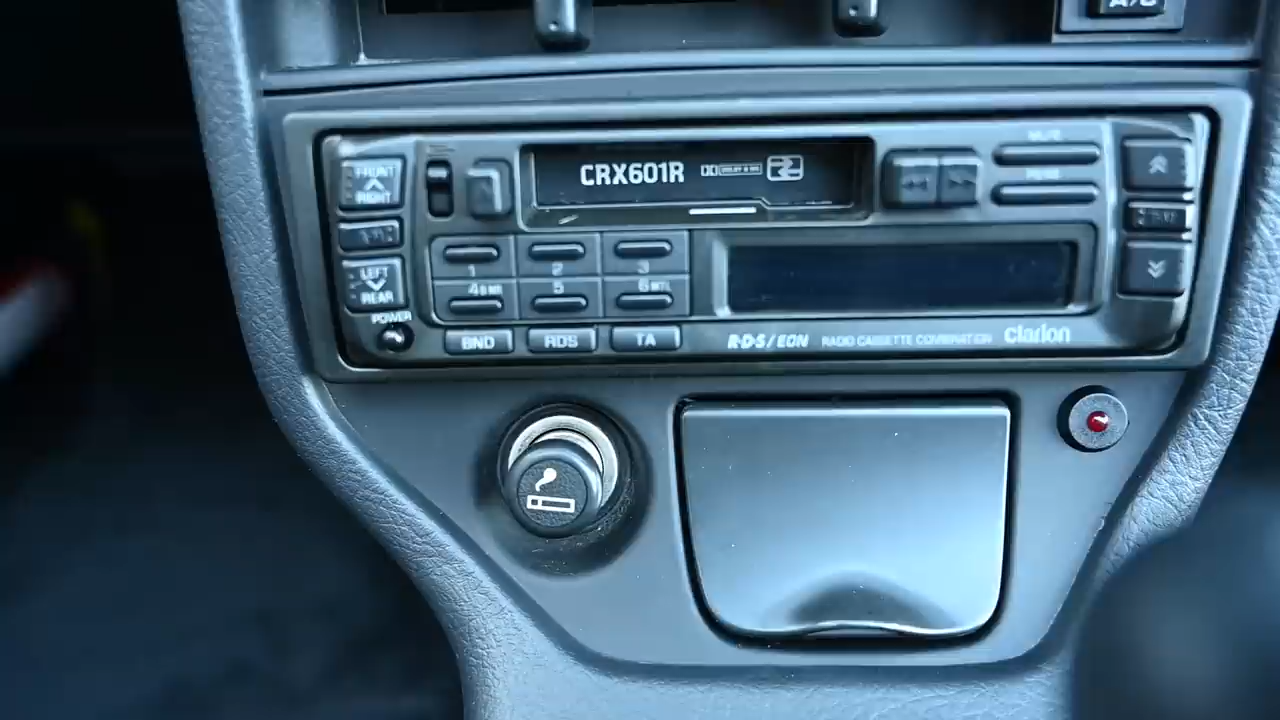 A/C
FRONT
RIGHT
CRX601R
MUTE
1 2 3
LEFT
REAR
4 5 6
POWER
BND RDS TA
R·D·S/EON RADIO CASSETTE COMBINATION clarion